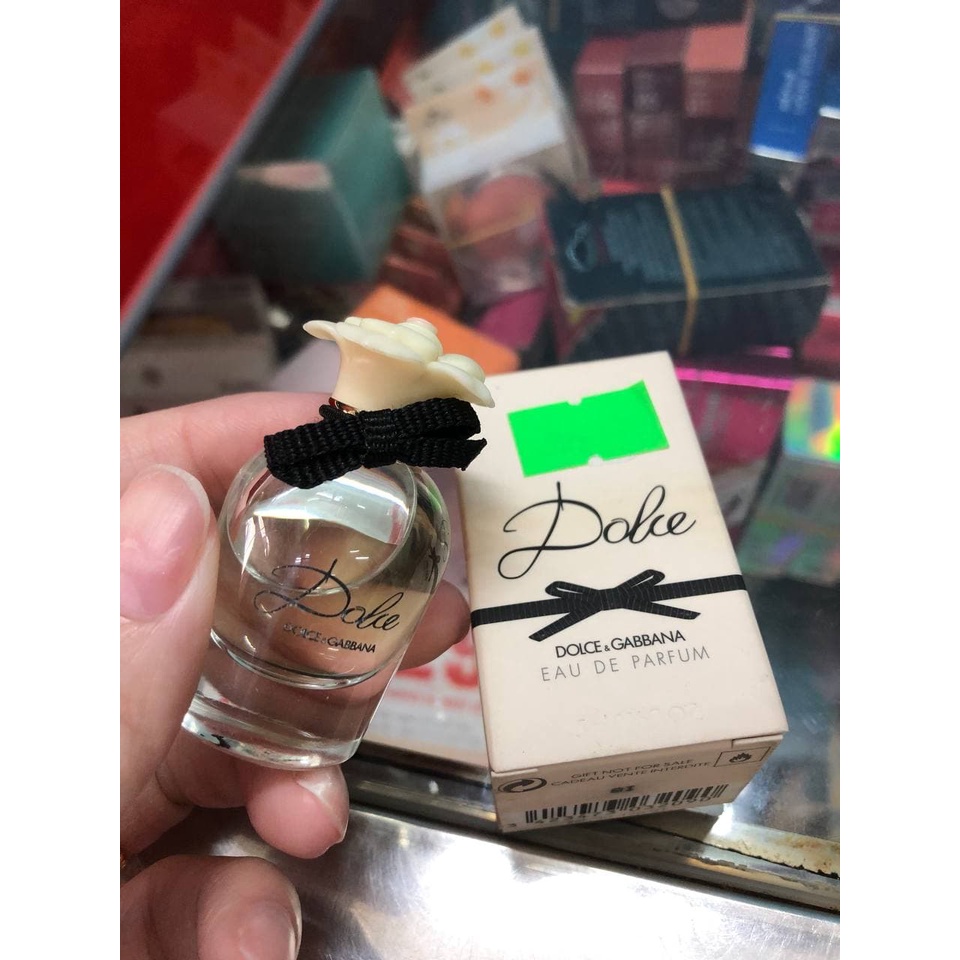 Dolce
DOLCE & GABBANA
Dolce
DOLCE & GABBANA
EAU DE PARFUM
GIFT NOT FOR SALE
CADEAU VENTE INTERDITE